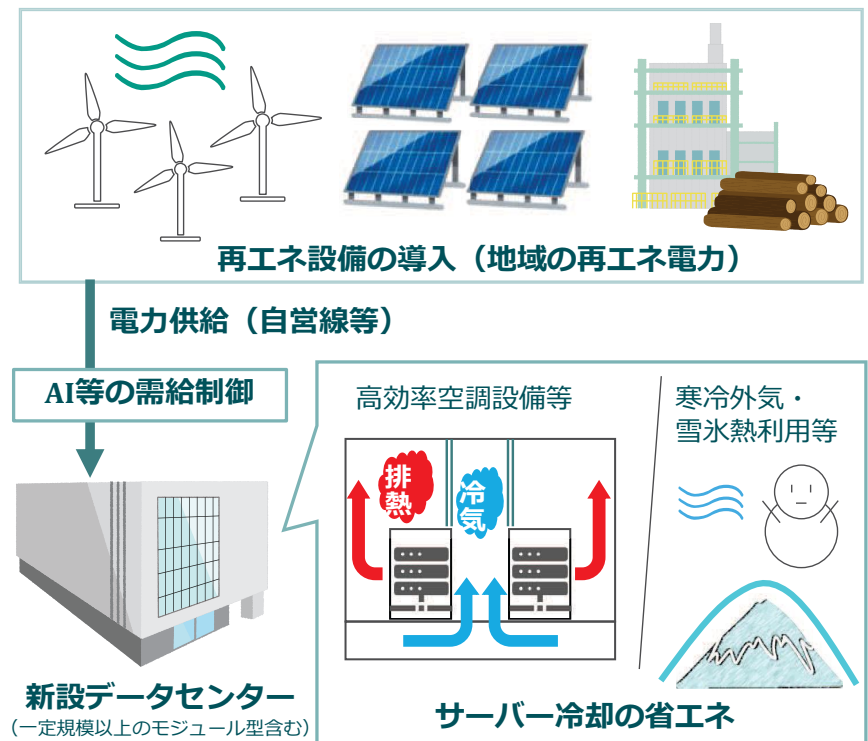 再エネ設備の導入（地域の再エネ電力）
電力供給（自営線等）
AI等の需給制御
新設データセンター
（一定規模以上のモジュール型含む）
高効率空調設備等
排熱
冷気
寒冷外気・
雪氷熱利用等
サーバー冷却の省エネ